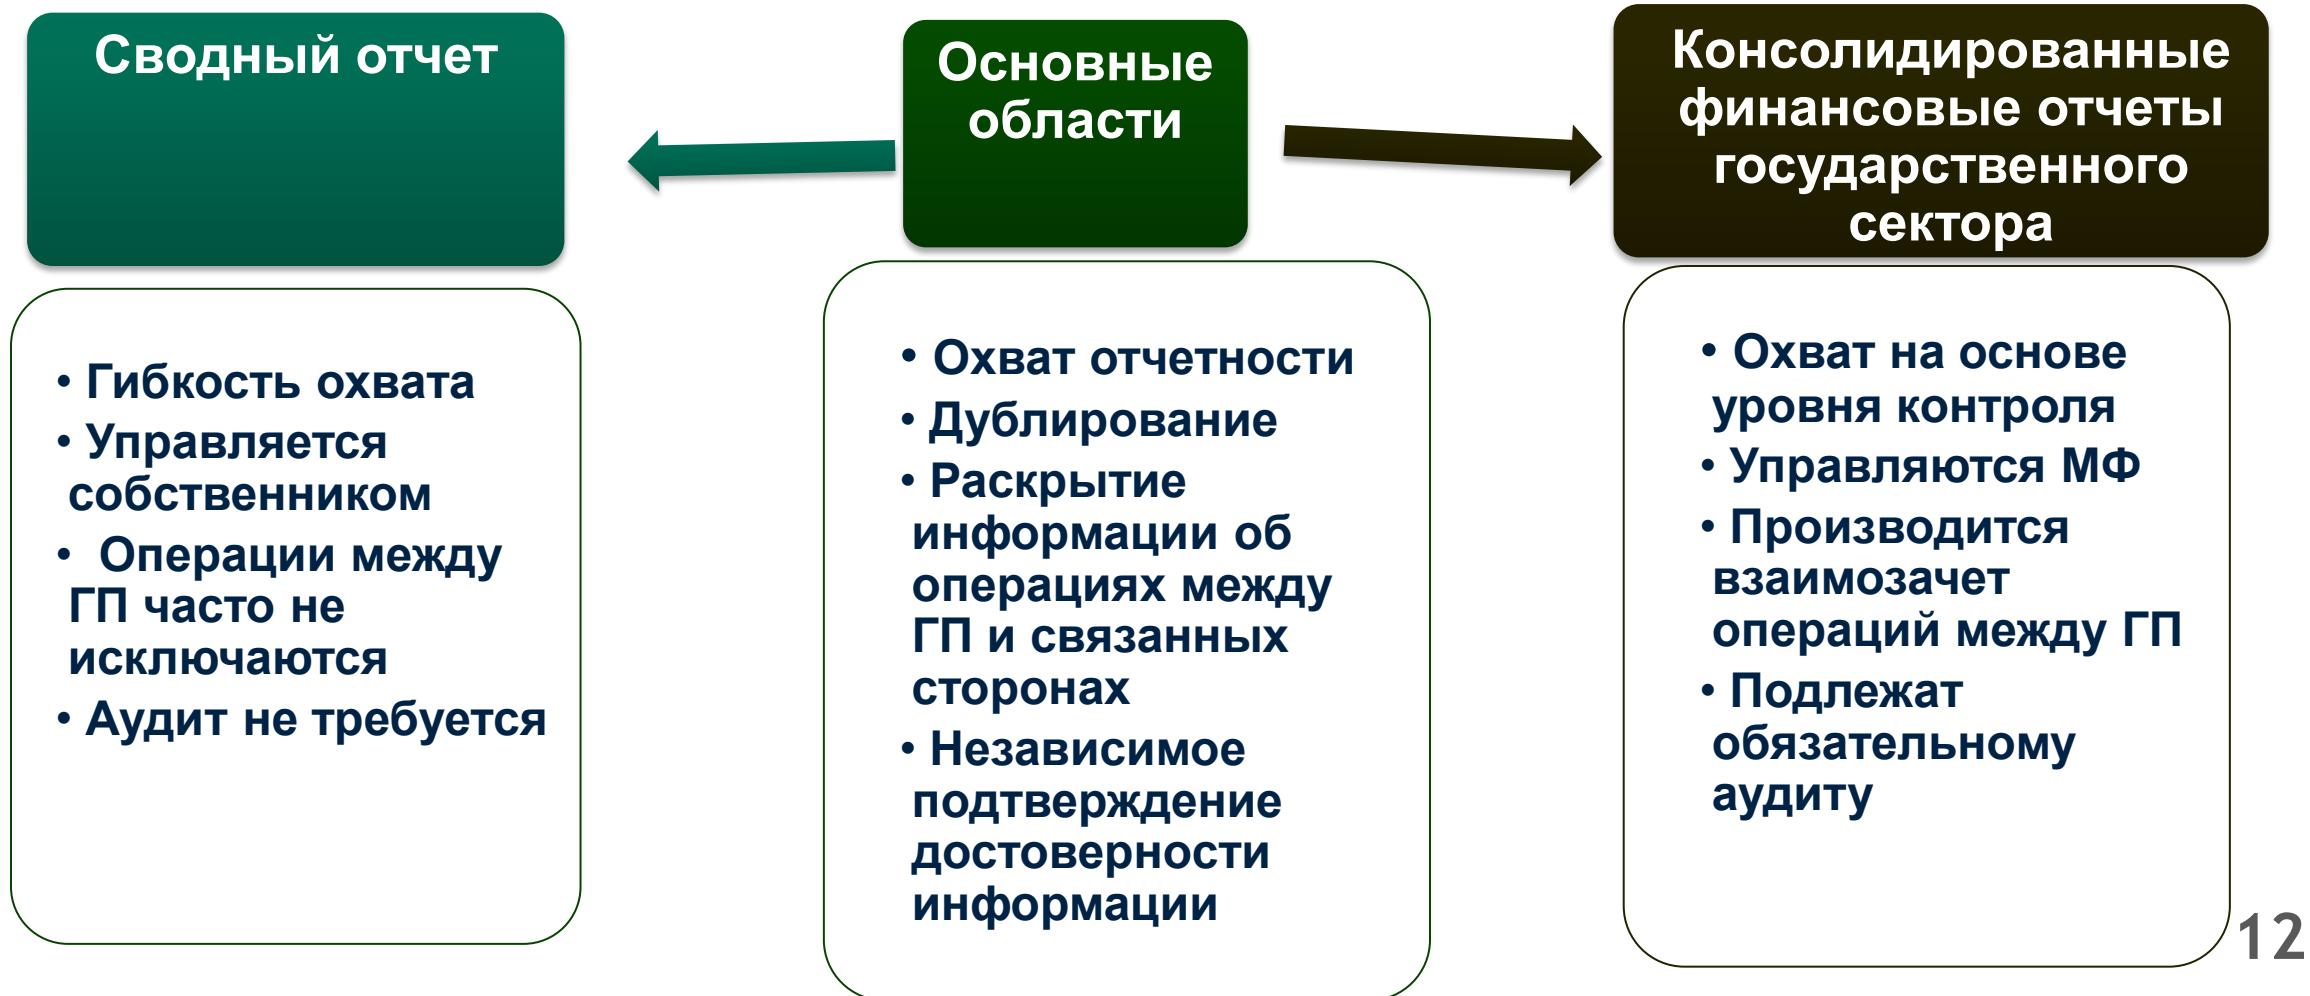 Сводный отчет
• Гибкость охвата
• Управляется
собственником
• Операции между
ГП часто не
исключаются
• Аудит не требуется
Основные
области
• Охват отчетности
• Дублирование
• Раскрытие
информации об
операциях между
ГП и связанных
сторонах
• Независимое
подтверждение
достоверности
информации
Консолидированные
финансовые отчеты
государственного
сектора
• Охват на основе
уровня контроля
• Управляются МФ
• Производится
взаимозачет
операций между ГП
• Подлежат
обязательному
аудиту
12